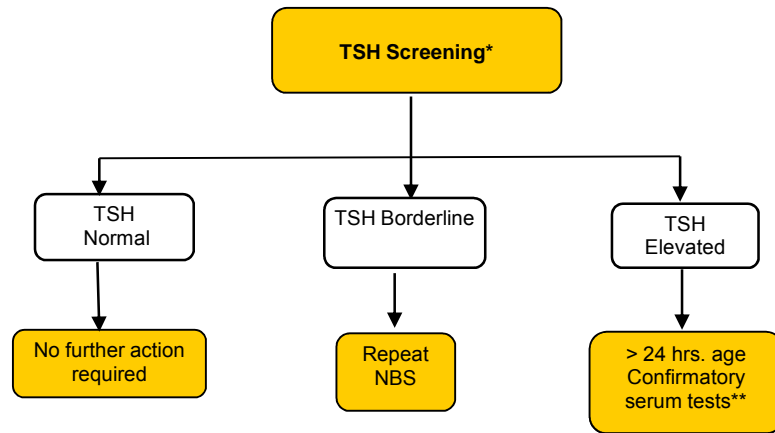 TSH Screening*
TSH
Normal
TSH Borderline
TSH
Elevated
No further action
required
Repeat
NBS
> 24 hrs. age
Confirmatory
serum tests**